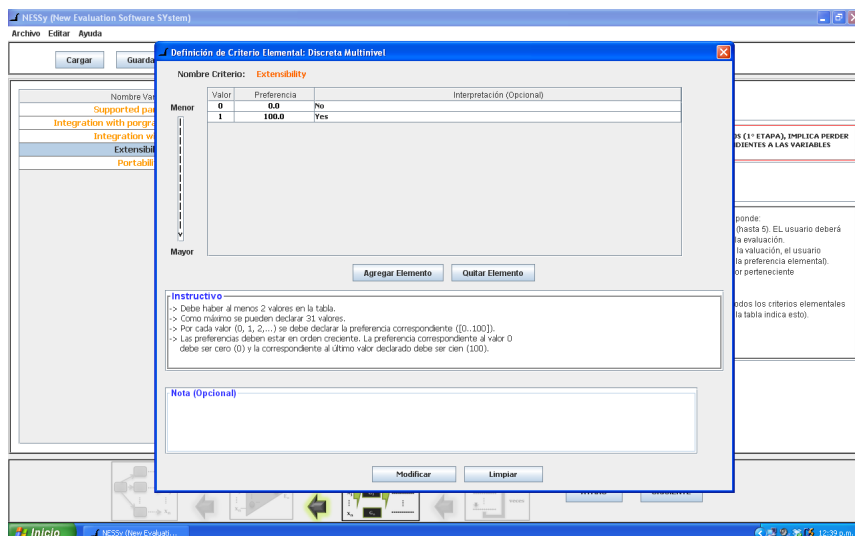 NESSy (New Evaluation Software SYstem)
Archivo Editar Ayuda
Cargar
Guarda
Definición de Criterio Elemental: Discreta Multinivel
Nombre Criterio: Extensibility
Nombre Var
Supported pa
Integration with porgra
Integration w
Extensibil
Portabili
Menor
Valor Preferencia Interpretación (Opcional)
0 0.0 No
1 100.0 Yes
Mayor
Agregar Elemento Quitar Elemento
Instructivo
-> Debe haber al menos 2 valores en la tabla.
-> Como máximo se pueden declarar 31 valores.
-> Por cada valor (0, 1, 2,...) se debe declarar la preferencia correspondiente ([0..100]).
-> Las preferencias deben estar en orden creciente. La preferencia correspondiente al valor 0
debe ser cero (0) y la correspondiente al último valor declarado debe ser cien (100).
Nota (Opcional)
Modificar Limpiar
OS (1° ETAPA), IMPLICA PERDER
DIENTES A LAS VARIABLES
ponde:
(hasta 5). EL usuario deberá
la evaluación.
la valuación, el usuario
la preferencia elemental).
or perteneciente
odos los criterios elementales
la tabla indica esto).
Inicio
NESSy (New Evaluati...
12:39 p.m.